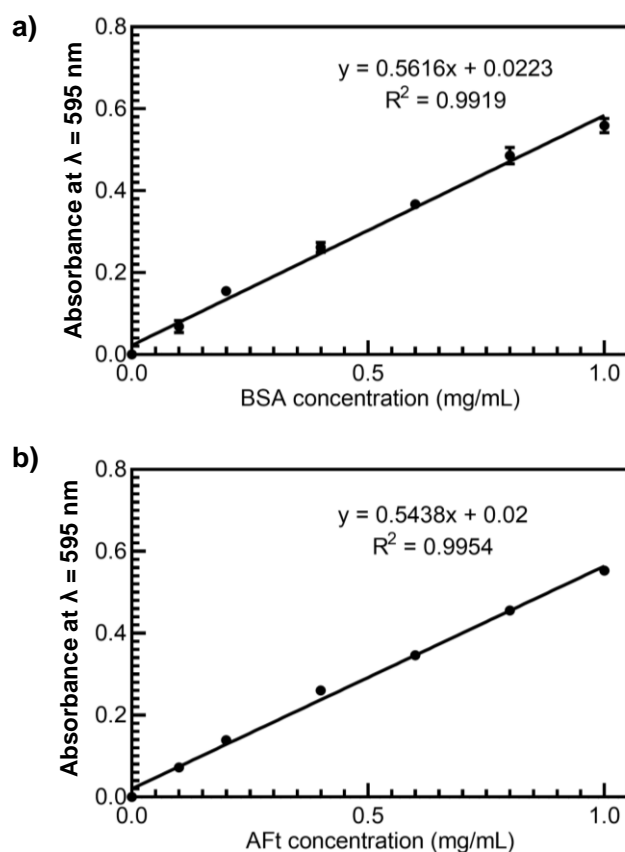 a)
Absorbance at λ = 595 nm
0.8
0.6
0.4
0.2
0.0
y = 0.5616x + 0.0223
R² = 0.9919
0.0 0.5 1.0
BSA concentration (mg/mL)
b)
Absorbance at λ = 595 nm
0.8
0.6
0.4
0.2
0.0
y = 0.5438x + 0.02
R² = 0.9954
0.0 0.5 1.0
AFt concentration (mg/mL)